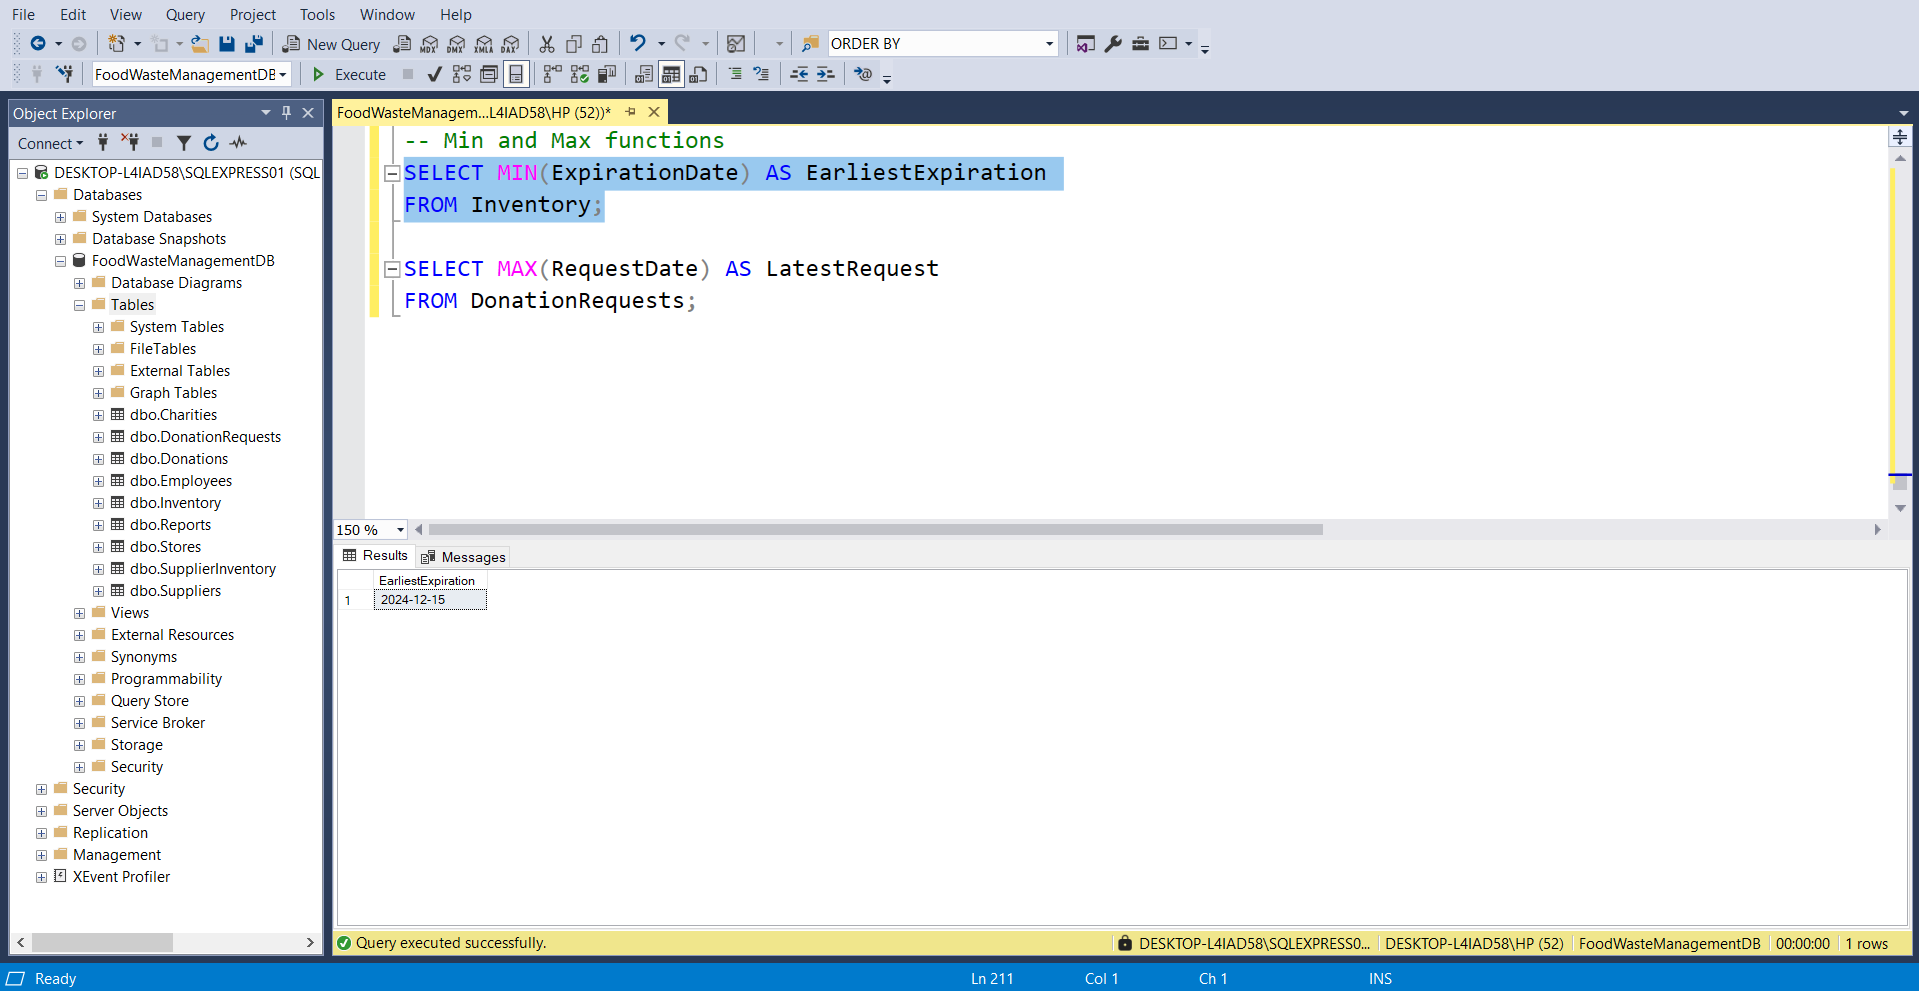 File Edit View Query Project Tools Window Help
New Query MDX DMX XMLA DAX ORDER BY
FoodWasteManagementDB Execute
Object Explorer
Connect
DESKTOP-L4IAD58\SQLEXPRESS01 (SQL
Databases
System Databases
Database Snapshots
FoodWasteManagementDB
Database Diagrams
Tables
System Tables
FileTables
External Tables
Graph Tables
dbo.Charities
dbo.DonationRequests
dbo.Donations
dbo.Employees
dbo.Inventory
dbo.Reports
dbo.Stores
dbo.SupplierInventory
dbo.Suppliers
Views
External Resources
Synonyms
Programmability
Query Store
Service Broker
Storage
Security
Security
Server Objects
Replication
Management
XEvent Profiler
FoodWasteManagem...L4IAD58\HP (52))*
-- Min and Max functions
SELECT MIN(ExpirationDate) AS EarliestExpiration
FROM Inventory;
SELECT MAX(RequestDate) AS LatestRequest
FROM DonationRequests;
150 %
Results Messages
EarliestExpiration
1 2024-12-15
Query executed successfully. DESKTOP-L4IAD58\SQLEXPRESS0... DESKTOP-L4IAD58\HP (52) FoodWasteManagementDB 00:00:00 1 rows
Ready Ln 211 Col 1 Ch 1 INS